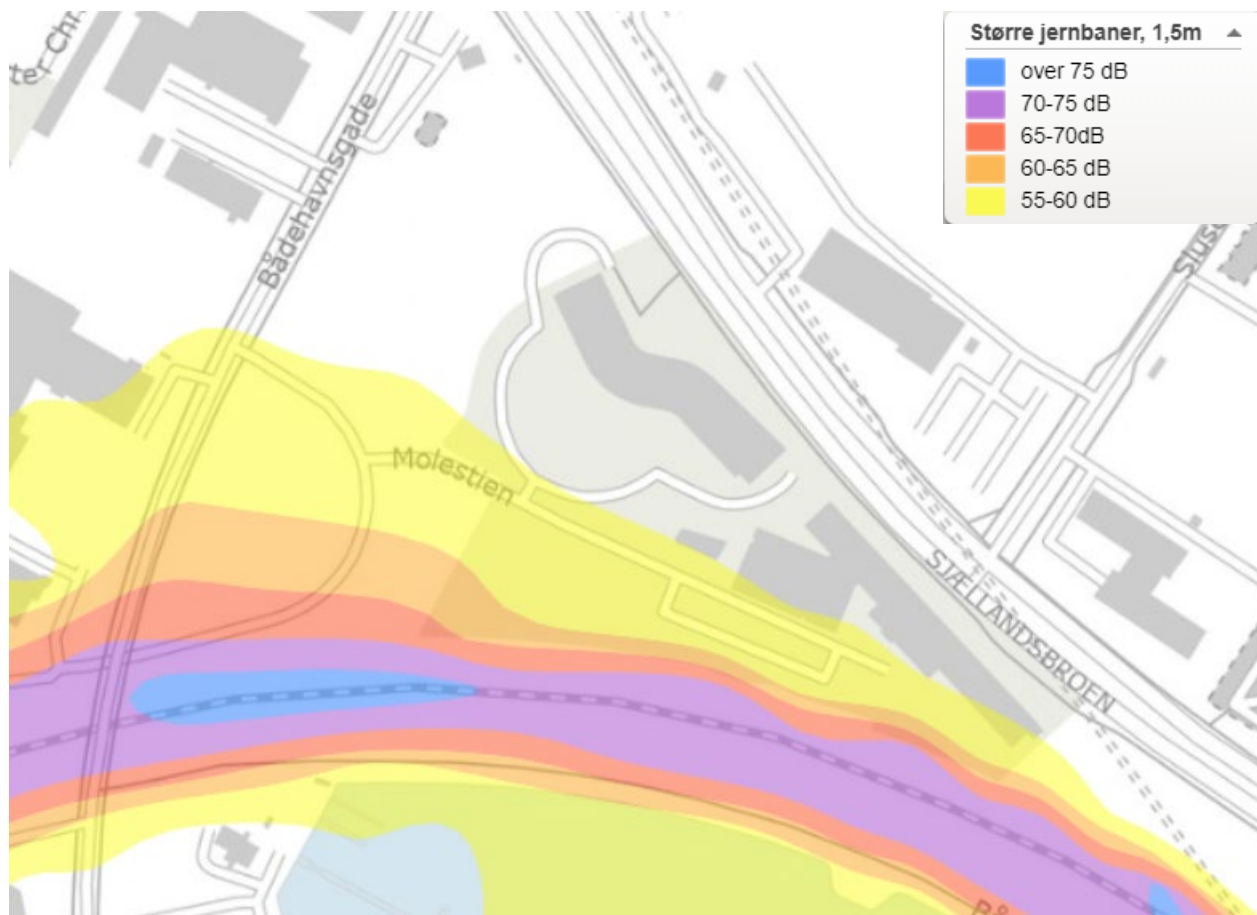 Større jernbaner, 1,5m
over 75 dB
70-75 dB
65-70dB
60-65 dB
55-60 dB
Bådehavnsgade
Molestien
SJÆLLANDSBROEN